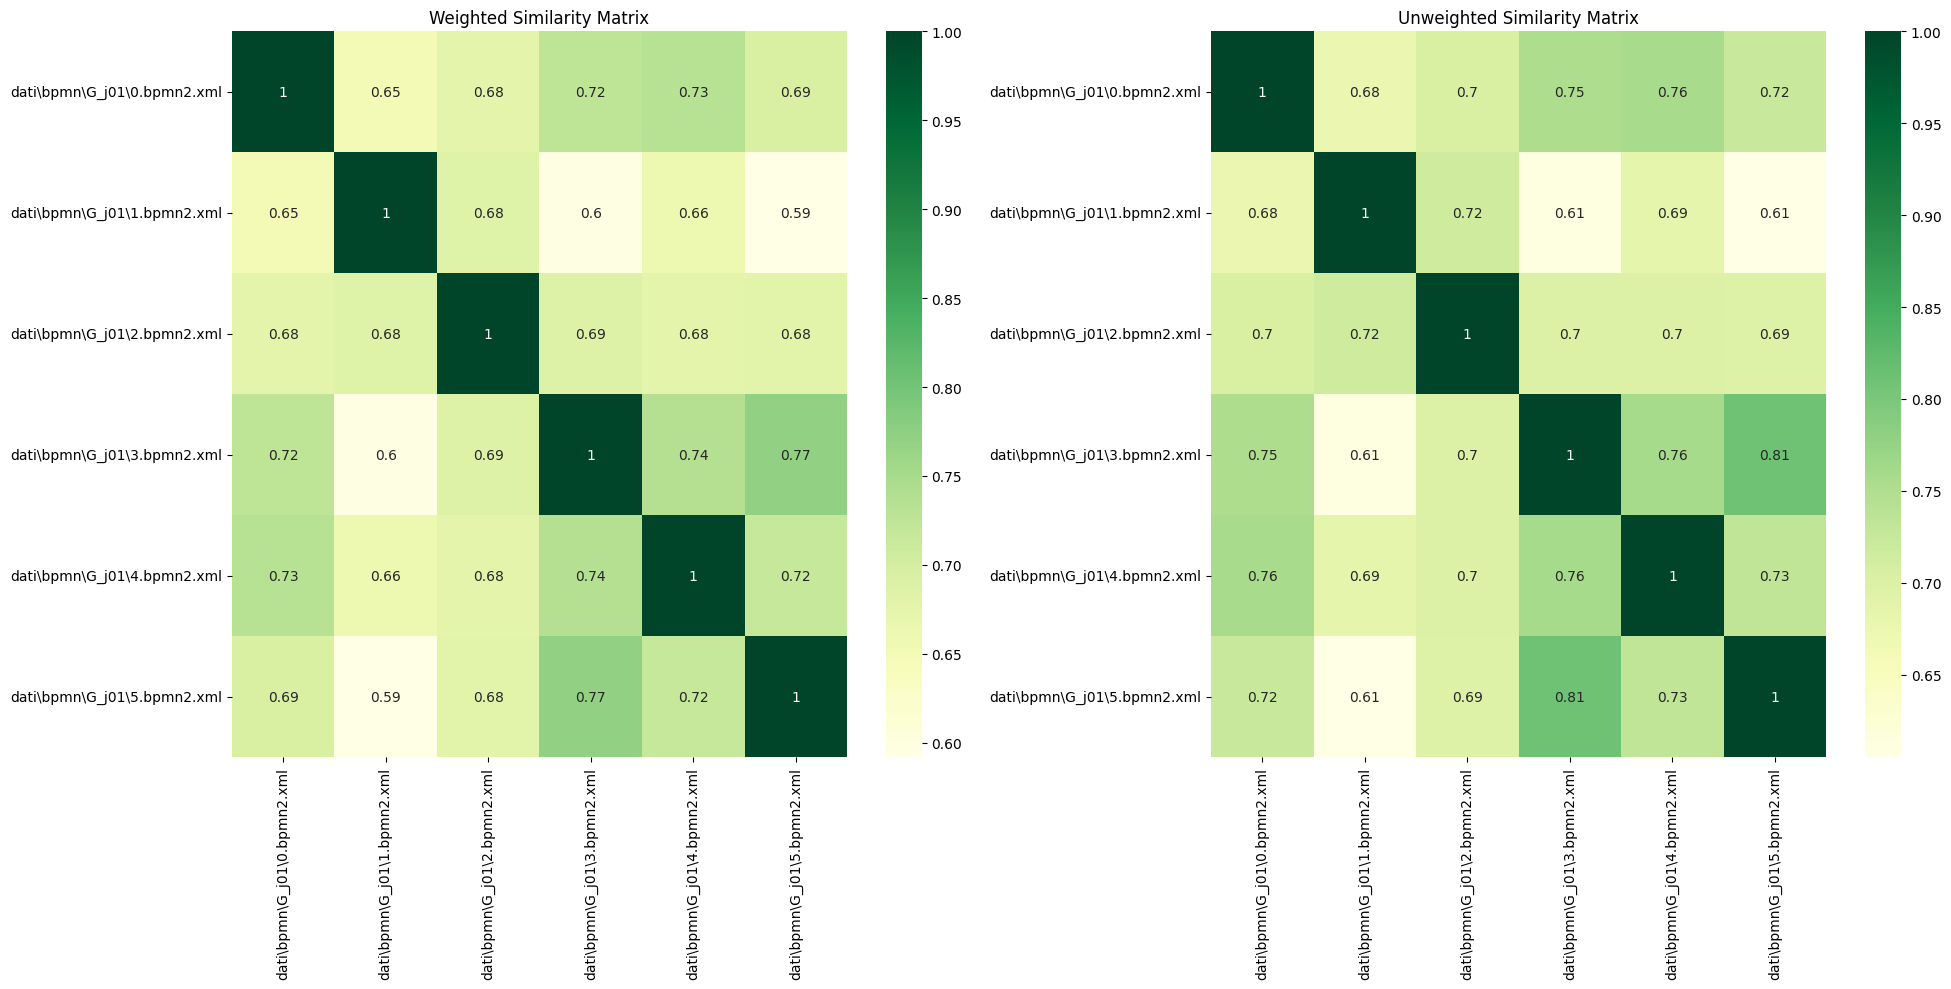 Weighted Similarity Matrix
dati\bpmn\G_j01\0.bpmn2.xml
1 0.65 0.68 0.72 0.73 0.69
dati\bpmn\G_j01\1.bpmn2.xml
0.65 1 0.68 0.6 0.66 0.59
dati\bpmn\G_j01\2.bpmn2.xml
0.68 0.68 1 0.69 0.68 0.68
dati\bpmn\G_j01\3.bpmn2.xml
0.72 0.6 0.69 1 0.74 0.77
dati\bpmn\G_j01\4.bpmn2.xml
0.73 0.66 0.68 0.74 1 0.72
dati\bpmn\G_j01\5.bpmn2.xml
0.69 0.59 0.68 0.77 0.72 1
dati\bpmn\G_j01\0.bpmn2.xml
dati\bpmn\G_j01\1.bpmn2.xml
dati\bpmn\G_j01\2.bpmn2.xml
dati\bpmn\G_j01\3.bpmn2.xml
dati\bpmn\G_j01\4.bpmn2.xml
dati\bpmn\G_j01\5.bpmn2.xml
1.00
0.95
0.90
0.85
0.80
0.75
0.70
0.65
0.60
Unweighted Similarity Matrix
dati\bpmn\G_j01\0.bpmn2.xml
1 0.68 0.7 0.75 0.76 0.72
dati\bpmn\G_j01\1.bpmn2.xml
0.68 1 0.72 0.61 0.69 0.61
dati\bpmn\G_j01\2.bpmn2.xml
0.7 0.72 1 0.7 0.7 0.69
dati\bpmn\G_j01\3.bpmn2.xml
0.75 0.61 0.7 1 0.76 0.81
dati\bpmn\G_j01\4.bpmn2.xml
0.76 0.69 0.7 0.76 1 0.73
dati\bpmn\G_j01\5.bpmn2.xml
0.72 0.61 0.69 0.81 0.73 1
dati\bpmn\G_j01\0.bpmn2.xml
dati\bpmn\G_j01\1.bpmn2.xml
dati\bpmn\G_j01\2.bpmn2.xml
dati\bpmn\G_j01\3.bpmn2.xml
dati\bpmn\G_j01\4.bpmn2.xml
dati\bpmn\G_j01\5.bpmn2.xml
1.00
0.95
0.90
0.85
0.80
0.75
0.70
0.65